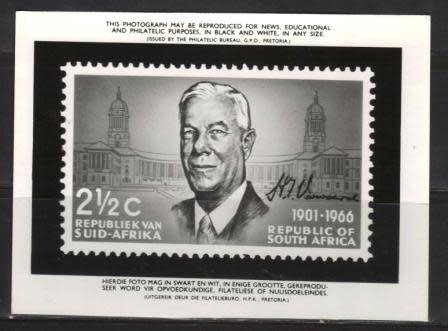 THIS PHOTOGRAPH MAY BE REPRODUCED FOR NEWS, EDUCATIONAL
AND PHILATELIC PURPOSES, IN BLACK AND WHITE, IN ANY SIZE.
(ISSUED BY THE PHILATELIC BUREAU, G.P.O., PRETORIA.)
2½ C
REPUBLIEK VAN
SUID-AFRIKA
1901-1966
REPUBLIC OF
SOUTH AFRICA
HIERDIE FOTO MAG IN SWART EN WIT, IN ENIGE GROOTTE, GEREPRODU-
SEER WORD VIR OPVOEDKUNDIGE, FILATELIESE OF NUUSDOELEINDES.
(UITGEREIK DEUR DIE FILATELIEBURO, H.P.K., PRETORIA.)